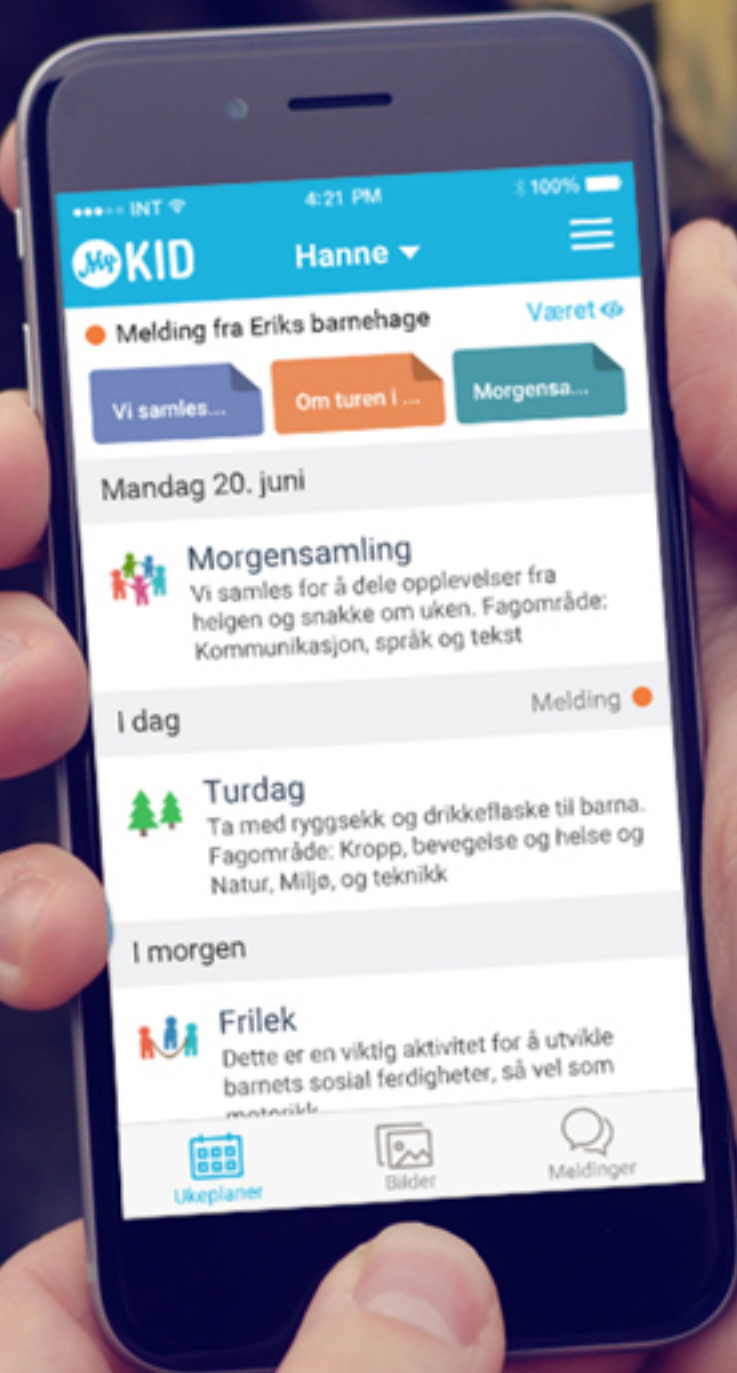 INT 4:21 PM 100%
My KID Hanne
Melding fra Eriks barnehage Været
Vi samles... Om turen i ... Morgensa...
Mandag 20. juni
Morgensamling
Vi samles for å dele opplevelser fra
helgen og snakke om uken. Fagområde:
Kommunikasjon, språk og tekst
I dag Melding
Turdag
Ta med ryggsekk og drikkeflaske til barna.
Fagområde: Kropp, bevegelse og helse og
Natur, Miljø, og teknikk
I morgen
Frilek
Dette er en viktig aktivitet for å utvikle
barnets sosial ferdigheter, så vel som
motorikk
Ukeplaner Bilder Meldinger